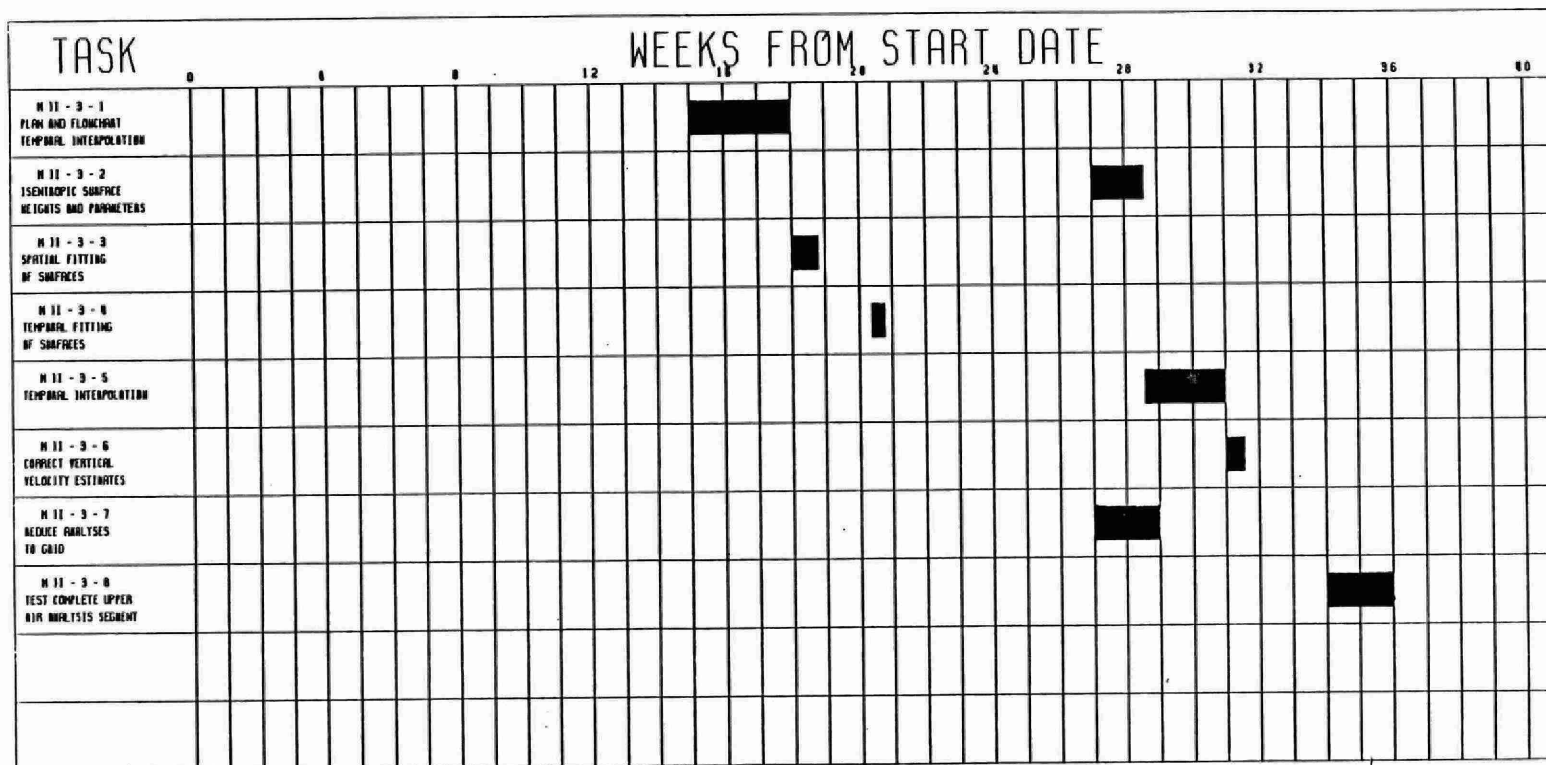 TASK
WEEKS FROM START DATE
0 4 8 12 16 20 24 28 32 36 40
M II - 3 - 1
PLAN AND FLOWCHART
TEMPORAL INTERPOLATION
M II - 3 - 2
ISENTROPIC SURFACE
HEIGHTS AND PARAMETERS
M II - 3 - 3
SPATIAL FITTING
OF SURFACES
M II - 3 - 4
TEMPORAL FITTING
OF SURFACES
M II - 3 - 5
TEMPORAL INTERPOLATION
M II - 3 - 6
CORRECT VERTICAL
VELOCITY ESTIMATES
M II - 3 - 7
REDUCE ANALYSES
TO GRID
M II - 3 - 8
TEST COMPLETE UPPER
AIR ANALYSIS SEGMENT